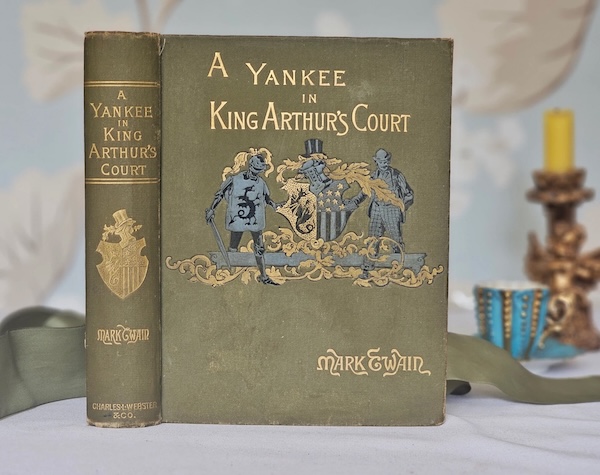 A
YANKEE
IN
KING
ARTHUR'S
COURT
MARK TWAIN
CHARLES·L·WEBSTER
& CO.
A YANKEE
IN
KING ARTHUR'S COURT
MARK TWAIN